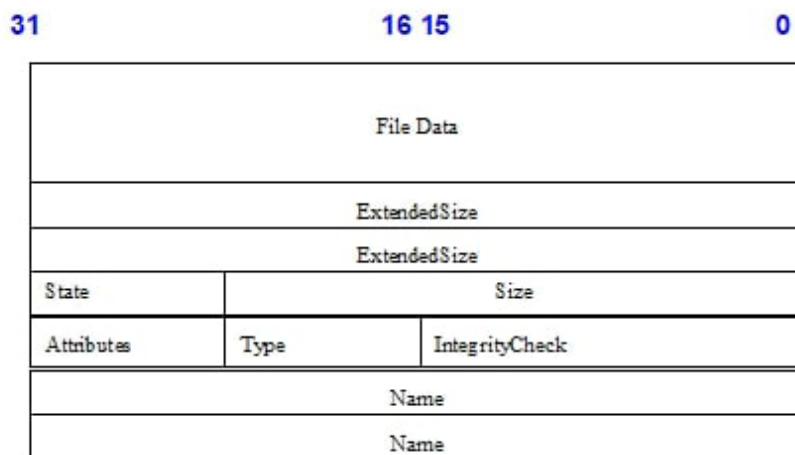 31 16 15 0
File Data
ExtendedSize
ExtendedSize
State Size
Attributes Type IntegrityCheck
Name
Name